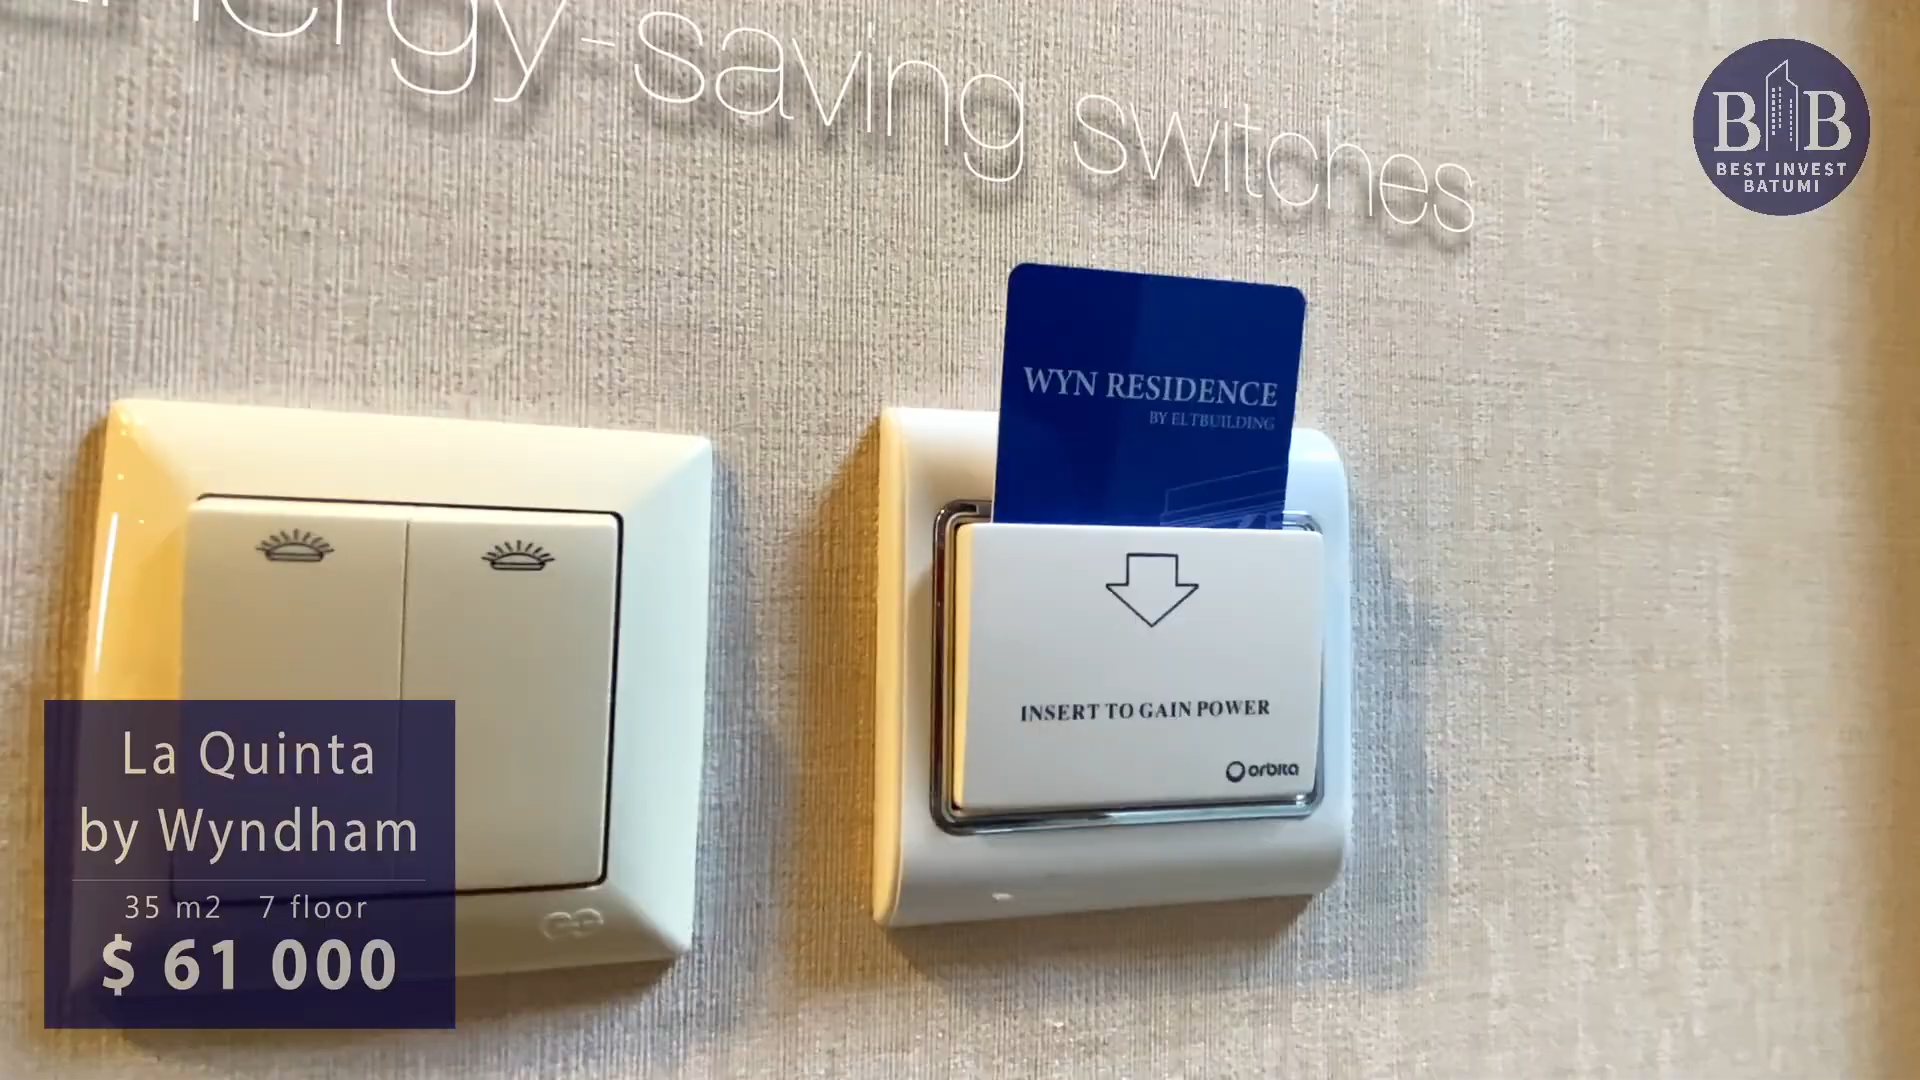 energy-saving switches
B B
BEST INVEST
BATUMI
WYN RESIDENCE
BY ELTBUILDING
INSERT TO GAIN POWER
orbita
La Quinta
by Wyndham
35 m2 7 floor
$ 61 000